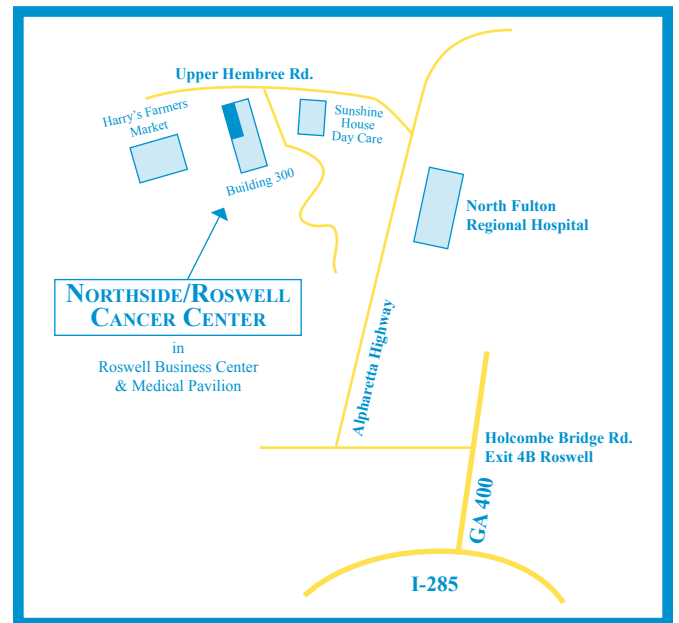 Upper Hembree Rd.
Harry's Farmers
Market
Sunshine
House
Day Care
Building 300
North Fulton
Regional Hospital
NORTHSIDE/ROSWELL
CANCER CENTER
in
Roswell Business Center
& Medical Pavilion
Alpharetta Highway
Holcombe Bridge Rd.
Exit 4B Roswell
GA 400
I-285